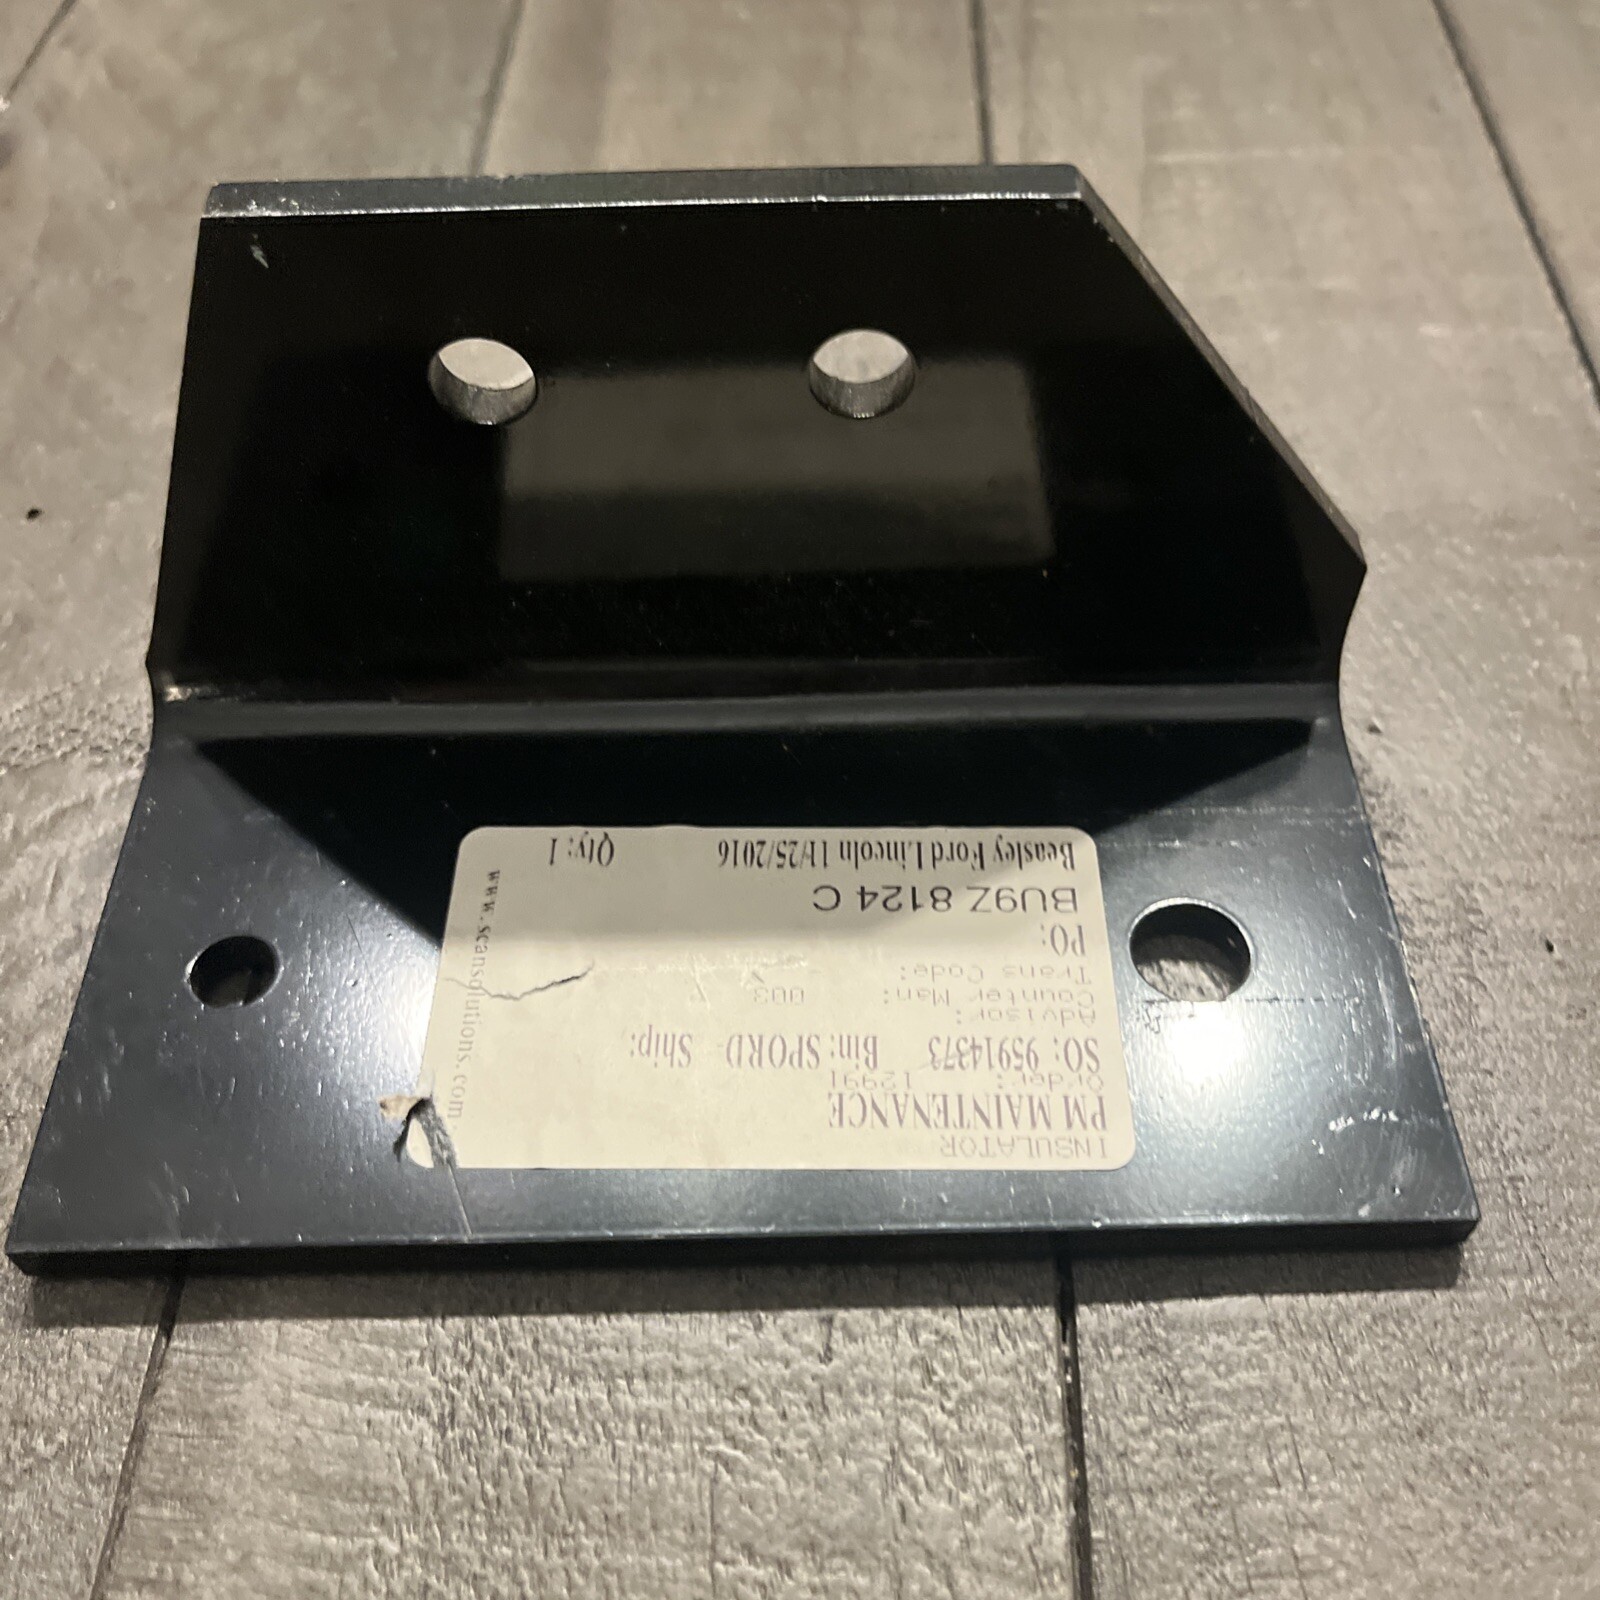 INSULATOR
PM MAINTENANCE
Order: 12991
SO: 95914373 Bin: SPORD Ship:
Advisor:
Counter Man: 003
Trans Code:
PO:
BU9Z 8124 C
Beasley Ford Lincoln 11/25/2016 Qty: 1
www.scansolutions.com